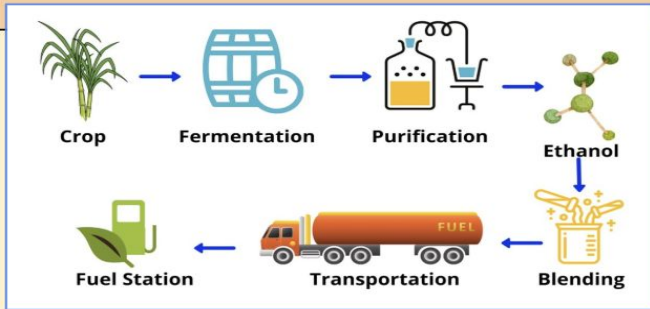 Crop
Fermentation
Purification
Ethanol
FUEL
Fuel Station
Transportation
Blending